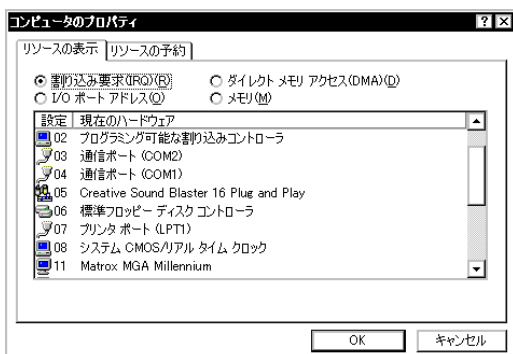 コンピュータのプロパティ
リソースの表示 リソースの予約
割り込み要求(IRQ)(R) ダイレクト メモリ アクセス(DMA)(D)
I/O ポート アドレス(O) メモリ(M)
設定 現在のハードウェア
02 プログラミング可能な割り込みコントローラ
03 通信ポート (COM2)
04 通信ポート (COM1)
05 Creative Sound Blaster 16 Plug and Play
06 標準フロッピー ディスク コントローラ
07 プリンタ ポート (LPT1)
08 システム CMOS/リアル タイム クロック
11 Matrox MGA Millennium
OK キャンセル